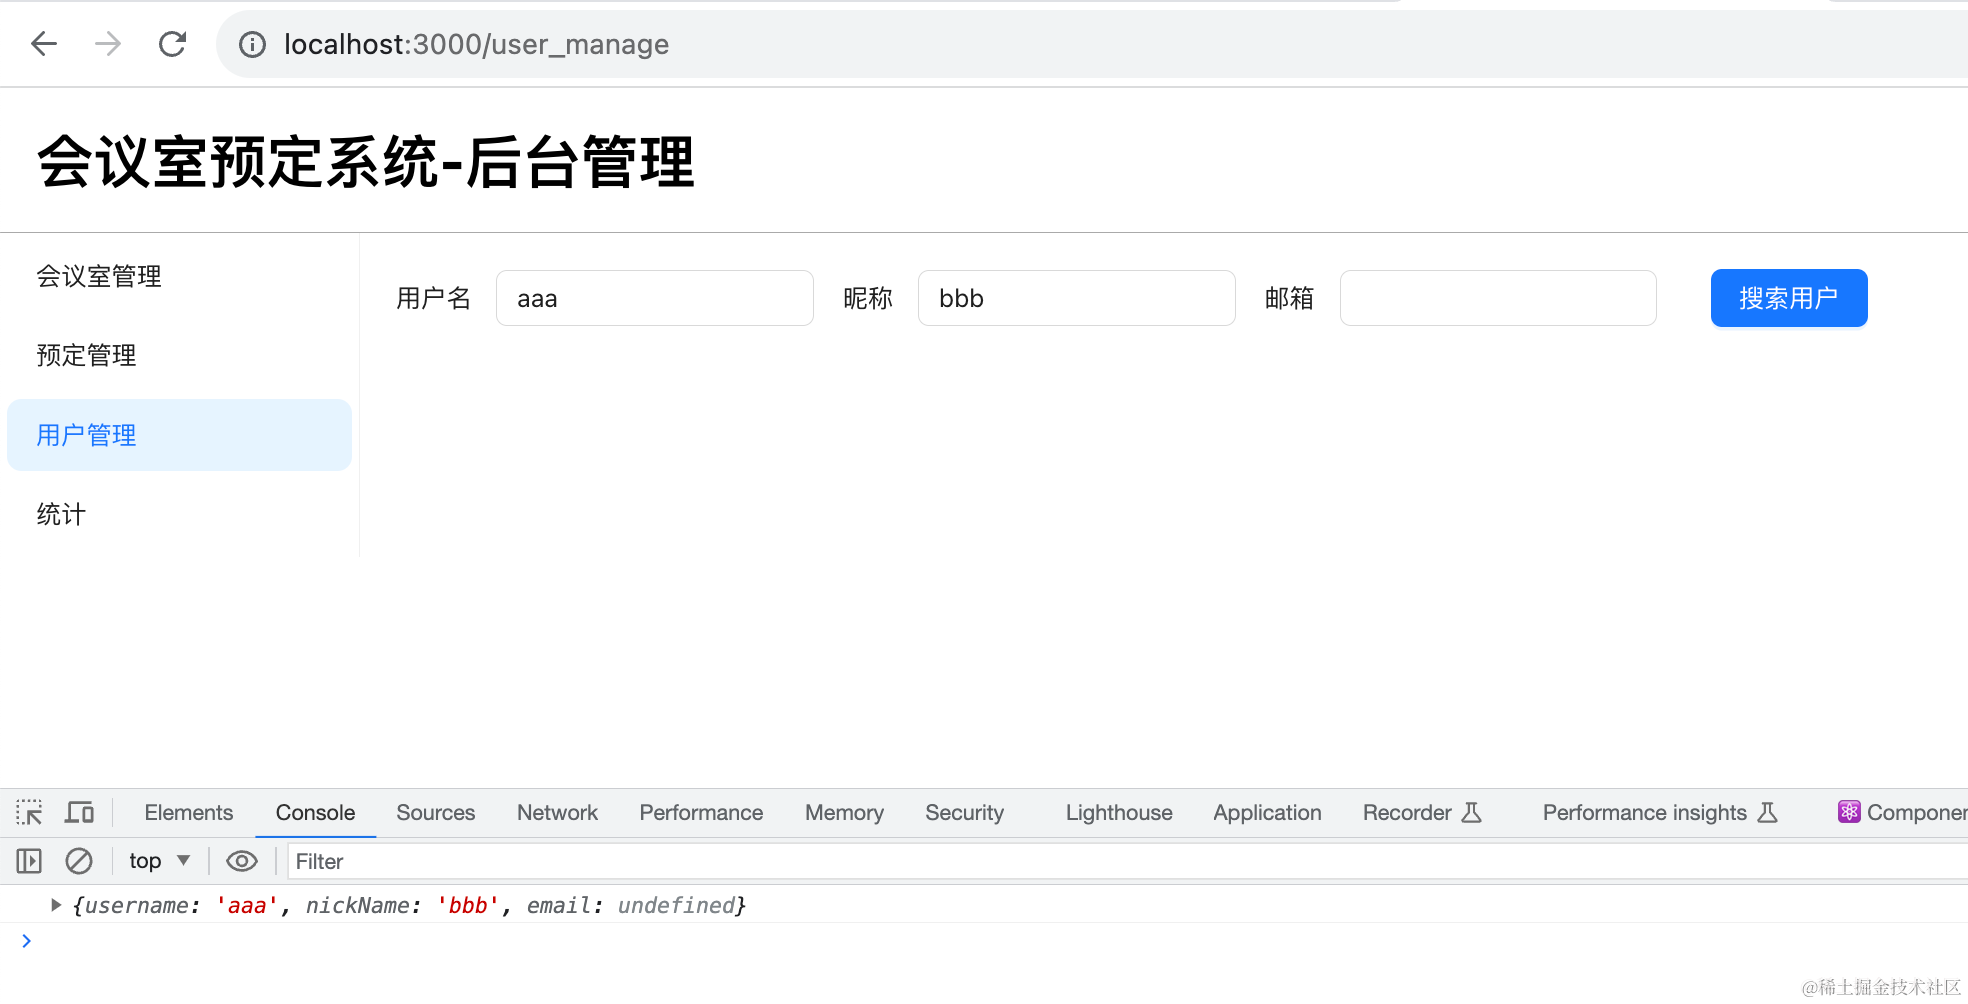 localhost:3000/user_manage
会议室预定系统-后台管理
会议室管理
预定管理
用户管理
统计
用户名 aaa 昵称 bbb 邮箱 搜索用户
Elements Console Sources Network Performance Memory Security Lighthouse Application Recorder Performance insights Componen
top Filter
{username: 'aaa', nickName: 'bbb', email: undefined}
@稀土掘金技术社区